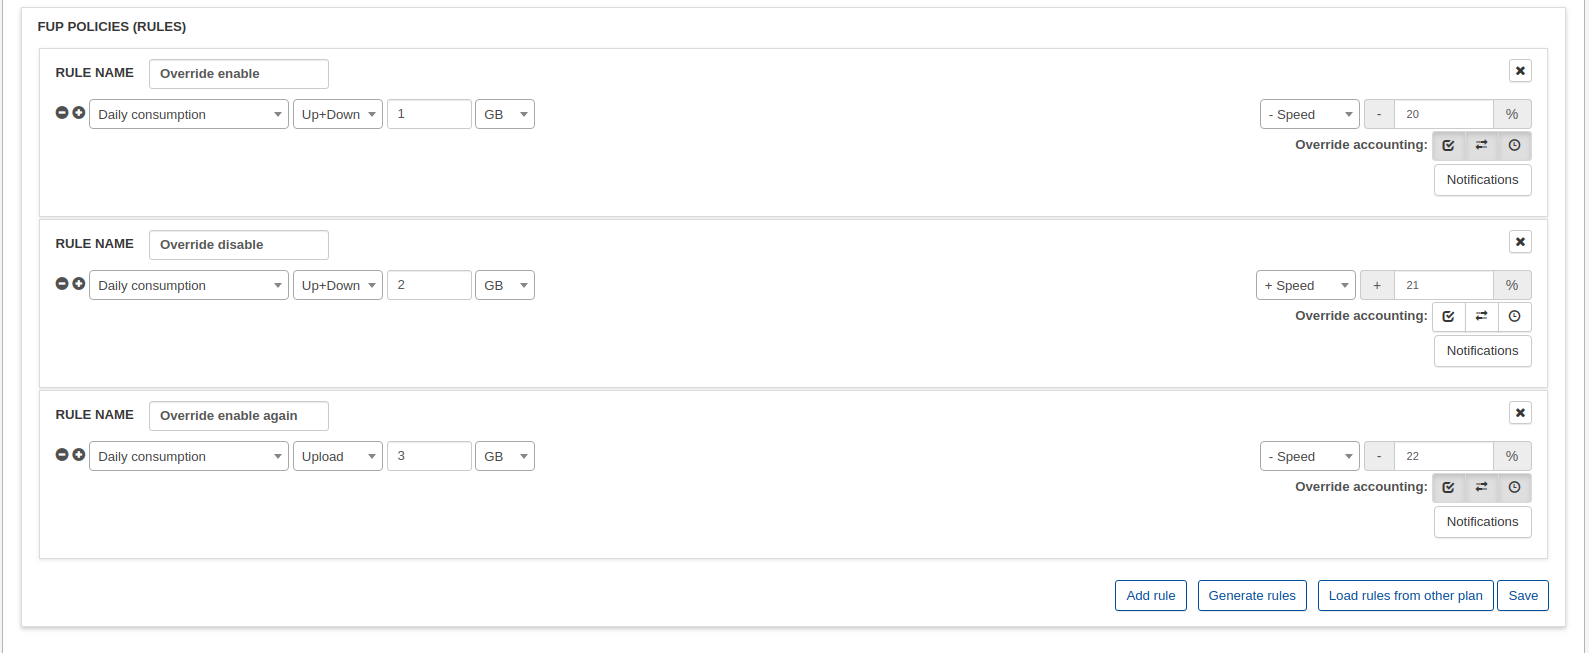 FUP POLICIES (RULES)
RULE NAME Override enable
Daily consumption Up+Down 1 GB - Speed - 20 %
Override accounting:
Notifications
RULE NAME Override disable
Daily consumption Up+Down 2 GB + Speed + 21 %
Override accounting:
Notifications
RULE NAME Override enable again
Daily consumption Upload 3 GB - Speed - 22 %
Override accounting:
Notifications
Add rule Generate rules Load rules from other plan Save